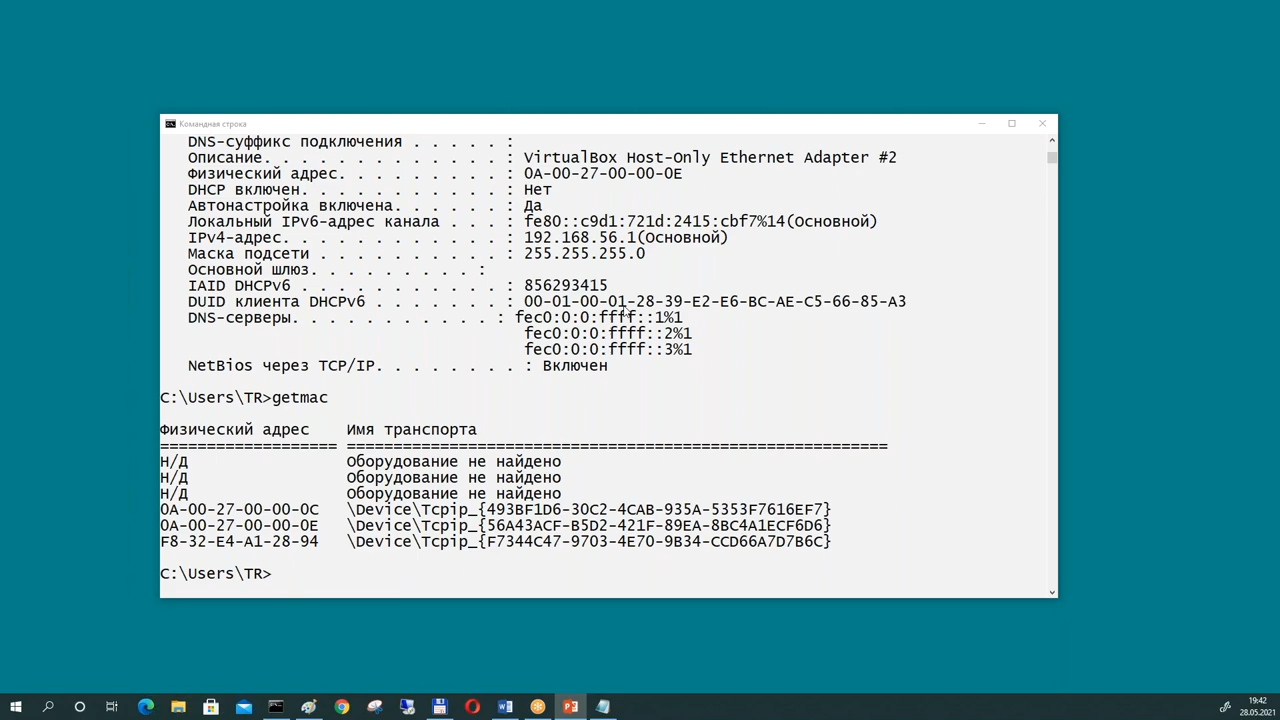 Командная строка
DNS-суффикс подключения . . . . . :
Описание. . . . . . . . . . . . . : VirtualBox Host-Only Ethernet Adapter #2
Физический адрес. . . . . . . . . : 0A-00-27-00-00-0E
DHCP включен. . . . . . . . . . . : Нет
Автонастройка включена. . . . . . : Да
Локальный IPv6-адрес канала . . . : fe80::c9d1:721d:2415:cbf7%14(Основной)
IPv4-адрес. . . . . . . . . . . . : 192.168.56.1(Основной)
Маска подсети . . . . . . . . . . : 255.255.255.0
Основной шлюз. . . . . . . . . :
IAID DHCPv6 . . . . . . . . . . . : 856293415
DUID клиента DHCPv6 . . . . . . . : 00-01-00-01-28-39-E2-E6-BC-AE-C5-66-85-A3
DNS-серверы. . . . . . . . . . . : fec0:0:0:ffff::1%1
fec0:0:0:ffff::2%1
fec0:0:0:ffff::3%1
NetBios через TCP/IP. . . . . . . . : Включен
C:\Users\TR>getmac
Физический адрес    Имя транспорта
=================== ==========================================================
Н/Д                 Оборудование не найдено
Н/Д                 Оборудование не найдено
Н/Д                 Оборудование не найдено
0A-00-27-00-00-0C   \Device\Tcpip_{493BF1D6-30C2-4CAB-935A-5353F7616EF7}
0A-00-27-00-00-0E   \Device\Tcpip_{56A43ACF-B5D2-421F-89EA-8BC4A1ECF6D6}
F8-32-E4-A1-28-94   \Device\Tcpip_{F7344C47-9703-4E70-9B34-CCD66A7D7B6C}
C:\Users\TR>
19:42
28.05.2021